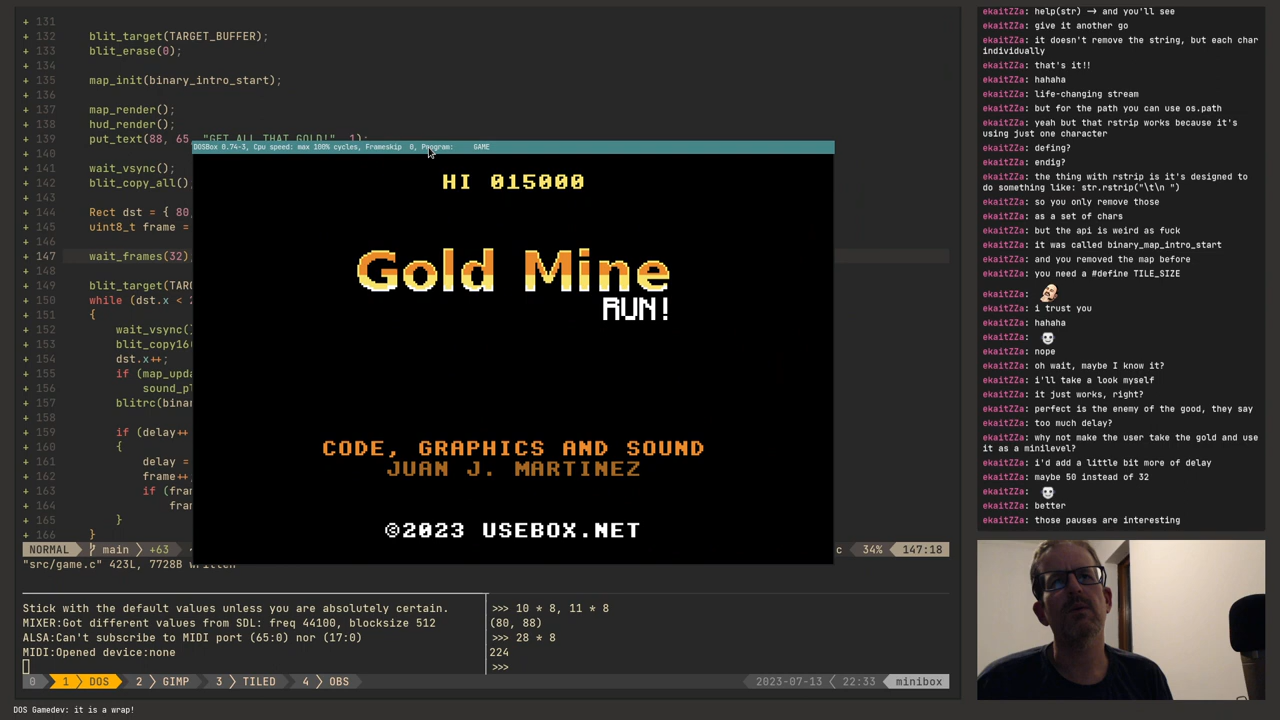 + 131
+ 132 blit_target(TARGET_BUFFER);
+ 133 blit_erase(0);
+ 134
+ 135 map_init(binary_intro_start);
+ 136
+ 137 map_render();
+ 138 hud_render();
+ 139 put_text(88, 65, "GET ALL THAT GOLD!", 1);
+ 140
+ 141 wait_vsync();
+ 142 blit_copy_all();
+ 143
+ 144 Rect dst = { 80,
+ 145 uint8_t frame =
+ 146
+ 147 wait_frames(32)
+ 148
+ 149 blit_target(TAR
+ 150 while (dst.x < 2
+ 151 {
+ 152 wait_vsync(
+ 153 blit_copy16
+ 154 dst.x++;
+ 155 if (map_upd
+ 156 sound_pl
+ 157 blitrc(bina
+ 158
+ 159 if (delay++
+ 160 {
+ 161 delay =
+ 162 frame++
+ 163 if (fra
+ 164 fram
+ 165 }
+ 166 }
DOSBox 0.74-3, Cpu speed: max 100% cycles, Frameskip 0, Program: GAME
HI 015000
Gold Mine
RUN!
CODE, GRAPHICS AND SOUND
JUAN J. MARTINEZ
©2023 USEBOX.NET
NORMAL main +63 c 34% 147:18
"src/game.c" 423L, 7728B written
Stick with the default values unless you are absolutely certain.
MIXER:Got different values from SDL: freq 44100, blocksize 512
ALSA:Can't subscribe to MIDI port (65:0) nor (17:0)
MIDI:Opened device:none
>>> 10 * 8, 11 * 8
(80, 88)
>>> 28 * 8
224
>>>
0 1 DOS 2 GIMP 3 TILED 4 OBS 2023-07-13 22:33 minibox
DOS Gamedev: it is a wrap!
ekaitZZa: help(str) -> and you'll see
ekaitZZa: give it another go
ekaitZZa: it doesn't remove the string, but each char
individually
ekaitZZa: that's it!!
ekaitZZa: hahaha
ekaitZZa: life-changing stream
ekaitZZa: but for the path you can use os.path
ekaitZZa: yeah but that rstrip works because it's
using just one character
ekaitZZa: defing?
ekaitZZa: endig?
ekaitZZa: the thing with rstrip is it's designed to
do something like: str.rstrip("\t\n ")
ekaitZZa: so you only remove those
ekaitZZa: as a set of chars
ekaitZZa: but the api is weird as fuck
ekaitZZa: it was called binary_map_intro_start
ekaitZZa: and you removed the map before
ekaitZZa: you need a #define TILE_SIZE
ekaitZZa:
ekaitZZa: i trust you
ekaitZZa: hahaha
ekaitZZa:
ekaitZZa: nope
ekaitZZa: oh wait, maybe I know it?
ekaitZZa: i'll take a look myself
ekaitZZa: it just works, right?
ekaitZZa: perfect is the enemy of the good, they say
ekaitZZa: too much delay?
ekaitZZa: why not make the user take the gold and use
it as a minilevel?
ekaitZZa: i'd add a little bit more of delay
ekaitZZa: maybe 50 instead of 32
ekaitZZa:
ekaitZZa: better
ekaitZZa: those pauses are interesting